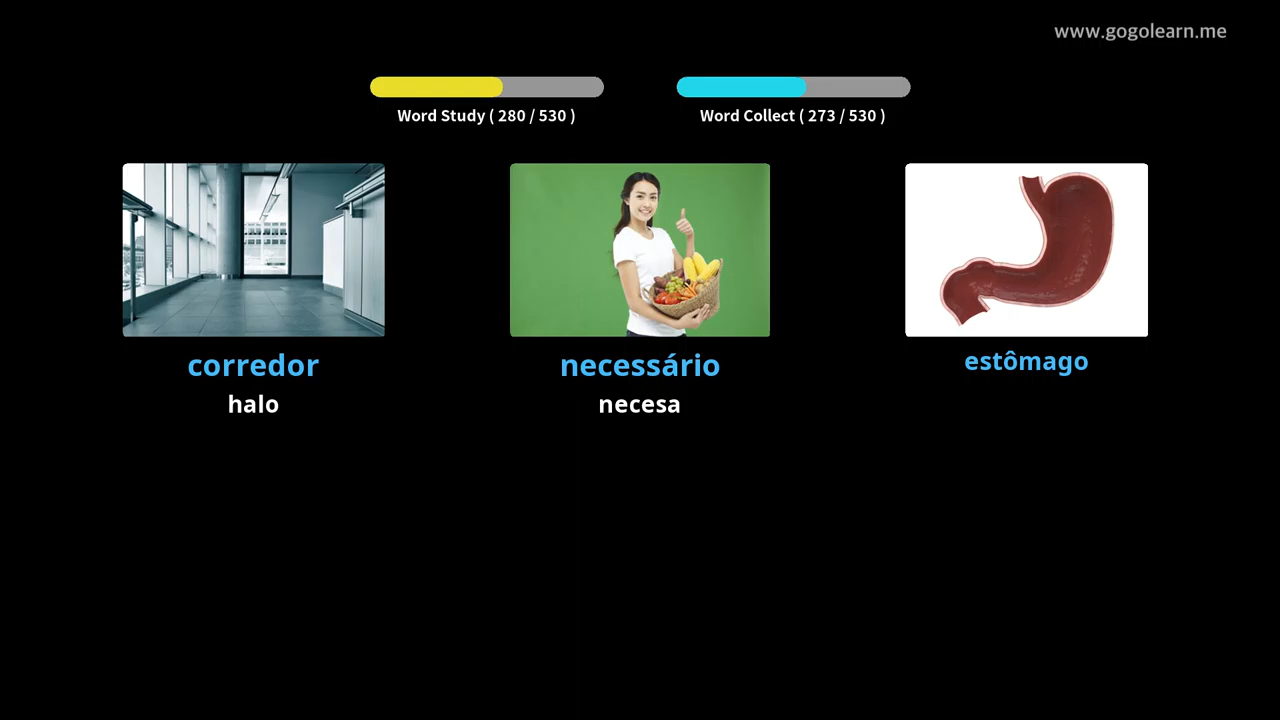 www.gogolearn.me
Word Study ( 280 / 530 )
Word Collect ( 273 / 530 )
corredor
halo
necessário
necesa
estômago